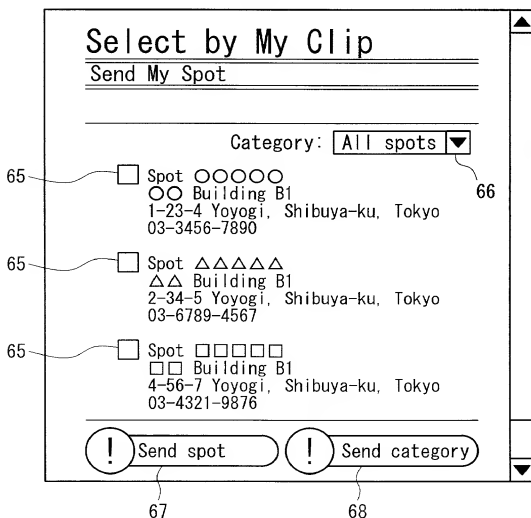 Select by My Clip
Send My Spot
Category: All spots ▼
66
65 Spot ○○○○○
○○ Building B1
1-23-4 Yoyogi, Shibuya-ku, Tokyo
03-3456-7890
65 Spot △△△△△
△△ Building B1
2-34-5 Yoyogi, Shibuya-ku, Tokyo
03-6789-4567
65 Spot □□□□□
□□ Building B1
4-56-7 Yoyogi, Shibuya-ku, Tokyo
03-4321-9876
! Send spot ! Send category
67 68